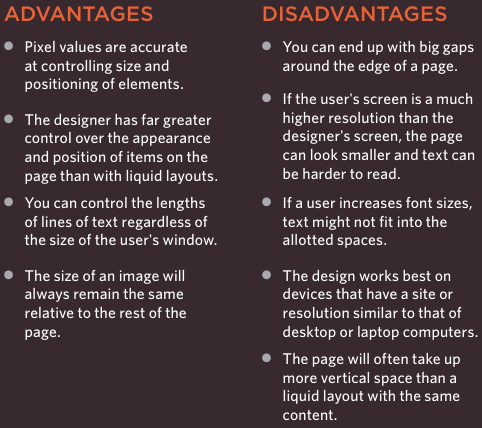 ADVANTAGES
Pixel values are accurate
at controlling size and
positioning of elements.
The designer has far greater
control over the appearance
and position of items on the
page than with liquid layouts.
You can control the lengths
of lines of text regardless of
the size of the user's window.
The size of an image will
always remain the same
relative to the rest of the
page.
DISADVANTAGES
You can end up with big gaps
around the edge of a page.
If the user's screen is a much
higher resolution than the
designer's screen, the page
can look smaller and text can
be harder to read.
If a user increases font sizes,
text might not fit into the
allotted spaces.
The design works best on
devices that have a site or
resolution similar to that of
desktop or laptop computers.
The page will often take up
more vertical space than a
liquid layout with the same
content.